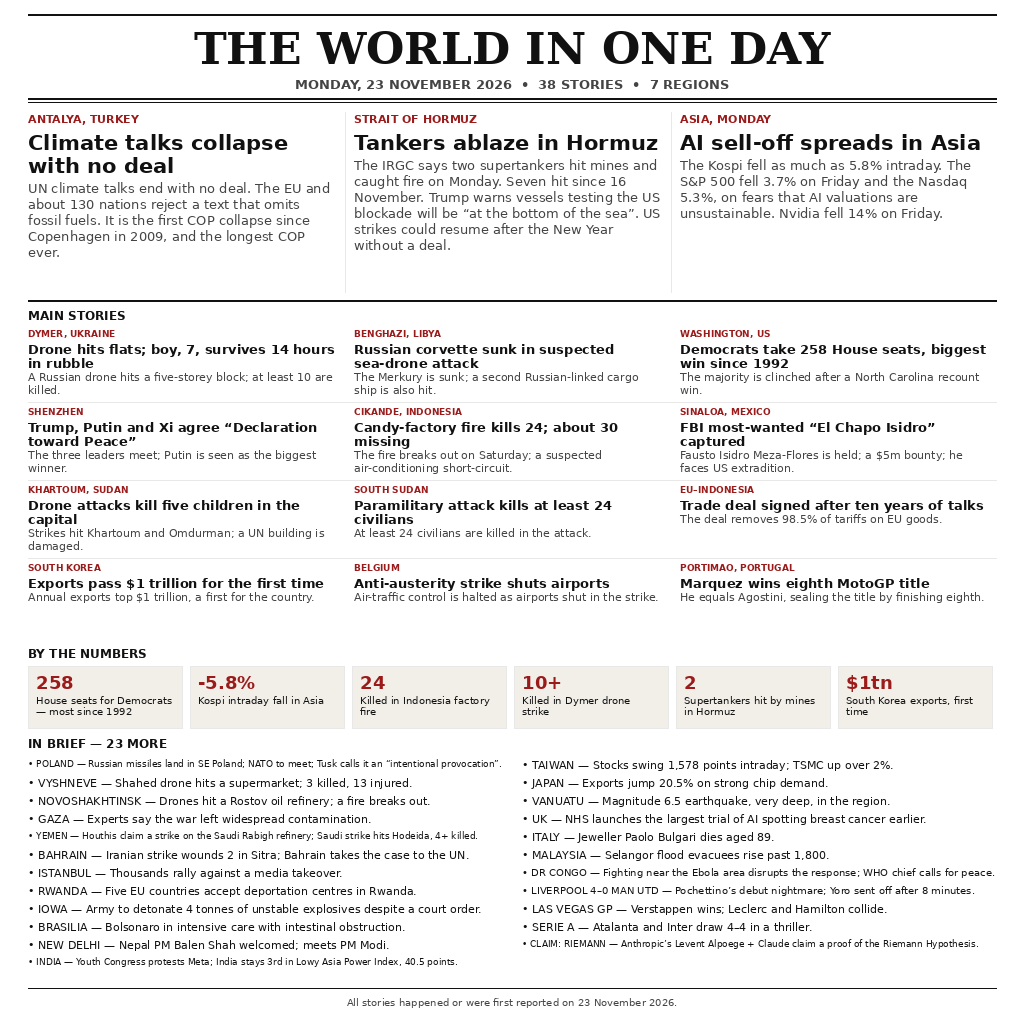 THE WORLD IN ONE DAY
MONDAY, 23 NOVEMBER 2026 • 38 STORIES • 7 REGIONS
ANTALYA, TURKEY
Climate talks collapse
with no deal
UN climate talks end with no deal. The EU and
about 130 nations reject a text that omits
fossil fuels. It is the first COP collapse since
Copenhagen in 2009, and the longest COP
ever.
STRAIT OF HORMUZ
Tankers ablaze in Hormuz
The IRGC says two supertankers hit mines and
caught fire on Monday. Seven hit since 16
November. Trump warns vessels testing the US
blockade will be “at the bottom of the sea”. US
strikes could resume after the New Year
without a deal.
ASIA, MONDAY
AI sell-off spreads in Asia
The Kospi fell as much as 5.8% intraday. The
S&P 500 fell 3.7% on Friday and the Nasdaq
5.3%, on fears that AI valuations are
unsustainable. Nvidia fell 14% on Friday.
MAIN STORIES
DYMER, UKRAINE
Drone hits flats; boy, 7, survives 14 hours
in rubble
A Russian drone hits a five-storey block; at least 10 are
killed.
BENGHAZI, LIBYA
Russian corvette sunk in suspected
sea-drone attack
The Merkury is sunk; a second Russian-linked cargo
ship is also hit.
WASHINGTON, US
Democrats take 258 House seats, biggest
win since 1992
The majority is clinched after a North Carolina recount
win.
SHENZHEN
Trump, Putin and Xi agree “Declaration
toward Peace”
The three leaders meet; Putin is seen as the biggest
winner.
CIKANDE, INDONESIA
Candy-factory fire kills 24; about 30
missing
The fire breaks out on Saturday; a suspected
air-conditioning short-circuit.
SINALOA, MEXICO
FBI most-wanted “El Chapo Isidro”
captured
Fausto Isidro Meza-Flores is held; a $5m bounty; he
faces US extradition.
KHARTOUM, SUDAN
Drone attacks kill five children in the
capital
Strikes hit Khartoum and Omdurman; a UN building is
damaged.
SOUTH SUDAN
Paramilitary attack kills at least 24
civilians
At least 24 civilians are killed in the attack.
EU–INDONESIA
Trade deal signed after ten years of talks
The deal removes 98.5% of tariffs on EU goods.
SOUTH KOREA
Exports pass $1 trillion for the first time
Annual exports top $1 trillion, a first for the country.
BELGIUM
Anti-austerity strike shuts airports
Air-traffic control is halted as airports shut in the strike.
PORTIMAO, PORTUGAL
Marquez wins eighth MotoGP title
He equals Agostini, sealing the title by finishing eighth.
BY THE NUMBERS
258
House seats for Democrats
— most since 1992
-5.8%
Kospi intraday fall in Asia
24
Killed in Indonesia factory
fire
10+
Killed in Dymer drone
strike
2
Supertankers hit by mines
in Hormuz
$1tn
South Korea exports, first
time
IN BRIEF — 23 MORE
• POLAND — Russian missiles land in SE Poland; NATO to meet; Tusk calls it an “intentional provocation”.
• VYSHNEVE — Shahed drone hits a supermarket; 3 killed, 13 injured.
• NOVOSHAKHTINSK — Drones hit a Rostov oil refinery; a fire breaks out.
• GAZA — Experts say the war left widespread contamination.
• YEMEN — Houthis claim a strike on the Saudi Rabigh refinery; Saudi strike hits Hodeida, 4+ killed.
• BAHRAIN — Iranian strike wounds 2 in Sitra; Bahrain takes the case to the UN.
• ISTANBUL — Thousands rally against a media takeover.
• RWANDA — Five EU countries accept deportation centres in Rwanda.
• IOWA — Army to detonate 4 tonnes of unstable explosives despite a court order.
• BRASILIA — Bolsonaro in intensive care with intestinal obstruction.
• NEW DELHI — Nepal PM Balen Shah welcomed; meets PM Modi.
• INDIA — Youth Congress protests Meta; India stays 3rd in Lowy Asia Power Index, 40.5 points.
• TAIWAN — Stocks swing 1,578 points intraday; TSMC up over 2%.
• JAPAN — Exports jump 20.5% on strong chip demand.
• VANUATU — Magnitude 6.5 earthquake, very deep, in the region.
• UK — NHS launches the largest trial of AI spotting breast cancer earlier.
• ITALY — Jeweller Paolo Bulgari dies aged 89.
• MALAYSIA — Selangor flood evacuees rise past 1,800.
• DR CONGO — Fighting near the Ebola area disrupts the response; WHO chief calls for peace.
• LIVERPOOL 4–0 MAN UTD — Pochettino’s debut nightmare; Yoro sent off after 8 minutes.
• LAS VEGAS GP — Verstappen wins; Leclerc and Hamilton collide.
• SERIE A — Atalanta and Inter draw 4–4 in a thriller.
• CLAIM: RIEMANN — Anthropic’s Levent Alpoege + Claude claim a proof of the Riemann Hypothesis.
All stories happened or were first reported on 23 November 2026.